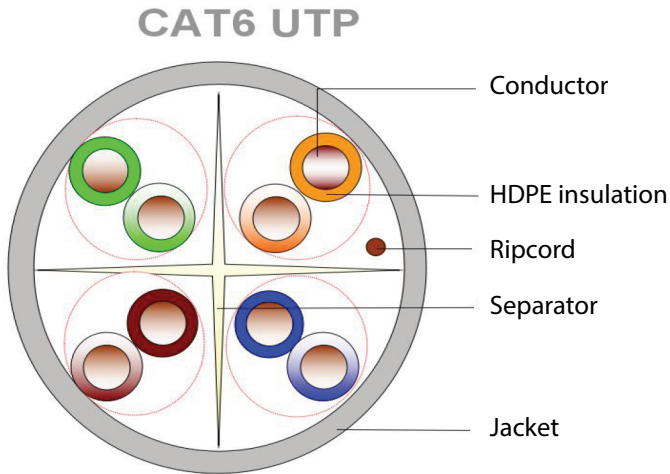 CAT6 UTP
Conductor
HDPE insulation
Ripcord
Separator
Jacket